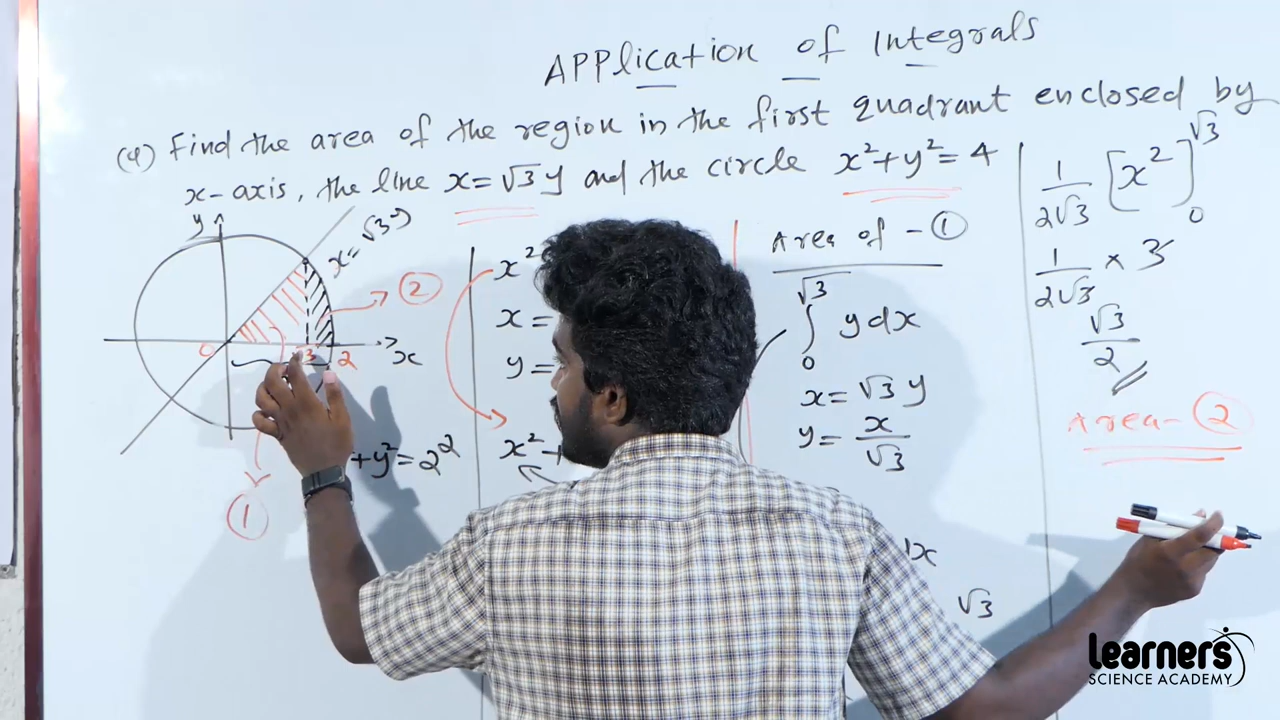 APPlication of Integrals
(4) Find the area of the region in the first quadrant enclosed by
x-axis, the line x = √3 y and the circle x² + y² = 4
y
x = √3 y
②
0
2
x
①
+ y² = 2²
x²
x =
y =
x² +
Area of - ①
∫₀^√3 y dx
x = √3 y
y = x/√3
dx
√3
1/2√3 [x²]₀^√3
1/2√3 × 3
√3/2
Area - ②
Learners
SCIENCE ACADEMY